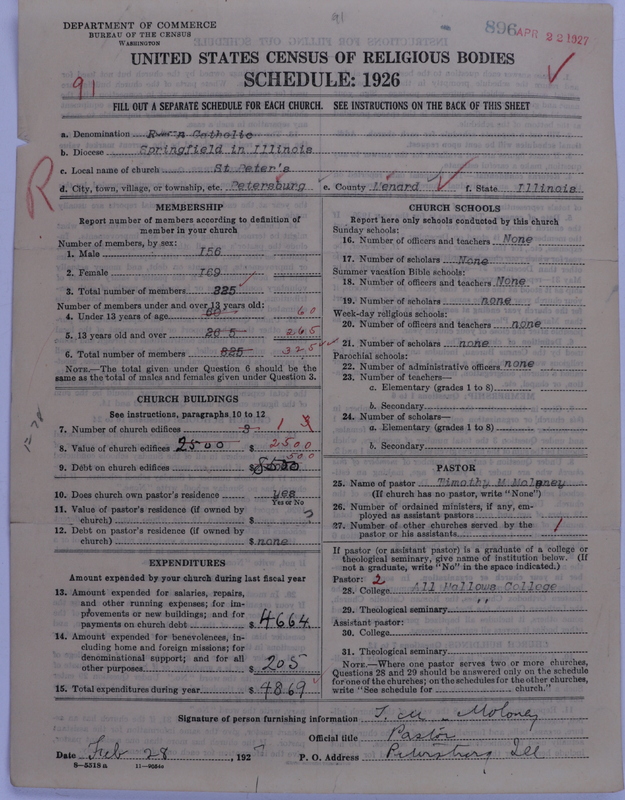 91
896 APR 22 1927
DEPARTMENT OF COMMERCE
BUREAU OF THE CENSUS
WASHINGTON
UNITED STATES CENSUS OF RELIGIOUS BODIES
SCHEDULE: 1926
91
FILL OUT A SEPARATE SCHEDULE FOR EACH CHURCH. SEE INSTRUCTIONS ON THE BACK OF THIS SHEET
a. Denomination Catholic
b. Diocese Springfield in Illinois
c. Local name of church St Peter's
R
d. City, town, village, or township, etc. Petersburg e. County Menard f. State Illinois
MEMBERSHIP
Report number of members according to definition of
member in your church
Number of members, by sex:
1. Male 156
2. Female 169
3. Total number of members 325
Number of members under and over 13 years old:
4. Under 13 years of age 60 60
5. 13 years old and over 26 5 265
6. Total number of members 325 325
NOTE.—The total given under Question 6 should be
same as the total of males and females given under Question 3.
CHURCH BUILDINGS
See instructions, paragraphs 10 to 12
7. Number of church edifices 1
8. Value of church edifices 2500 $ 2500
9. Debt on church edifices $ 500
10. Does church own pastor's residence yes
Yes or No
11. Value of pastor's residence (if owned by
church) $
12. Debt on pastor's residence (if owned by
church) $ none
EXPENDITURES
Amount expended by your church during last fiscal year
13. Amount expended for salaries, repairs,
and other running expenses; for im-
provements or new buildings; and for
payments on church debt $ 4664.
14. Amount expended for benevolences, in-
cluding home and foreign missions; for
denominational support; and for all
other purposes $ 205
15. Total expenditures during year $ 4869
CHURCH SCHOOLS
Report here only schools conducted by this church
Sunday schools:
16. Number of officers and teachers None
17. Number of scholars None
Summer vacation Bible schools:
18. Number of officers and teachers None
19. Number of scholars none
Week-day religious schools:
20. Number of officers and teachers none
21. Number of scholars none
Parochial schools:
22. Number of administrative officers none
23. Number of teachers—
a. Elementary (grades 1 to 8)
b. Secondary
24. Number of scholars—
a. Elementary (grades 1 to 8)
b. Secondary
PASTOR
25. Name of pastor Timothy M Moloney
(If church has no pastor, write "None")
26. Number of ordained ministers, if any, em-
ployed as assistant pastors
27. Number of other churches served by the
pastor or his assistants 1
If pastor (or assistant pastor) is a graduate of a college or
theological seminary, give name of institution below. (If
not a graduate, write "No" in the space indicated.)
Pastor: 2
28. College All Hallows College
29. Theological seminary ,,
Assistant pastor:
30. College
31. Theological seminary
NOTE.—Where one pastor serves two or more churches,
Questions 28 and 29 should be answered only on the schedule
for one of the churches; on the schedules for the other churches,
write "See schedule for church."
Signature of person furnishing information T. M. Moloney
Official title Pastor
Date Feb 28, 192 P. O. Address Petersburg Ill
8—5518 a 11—9054a